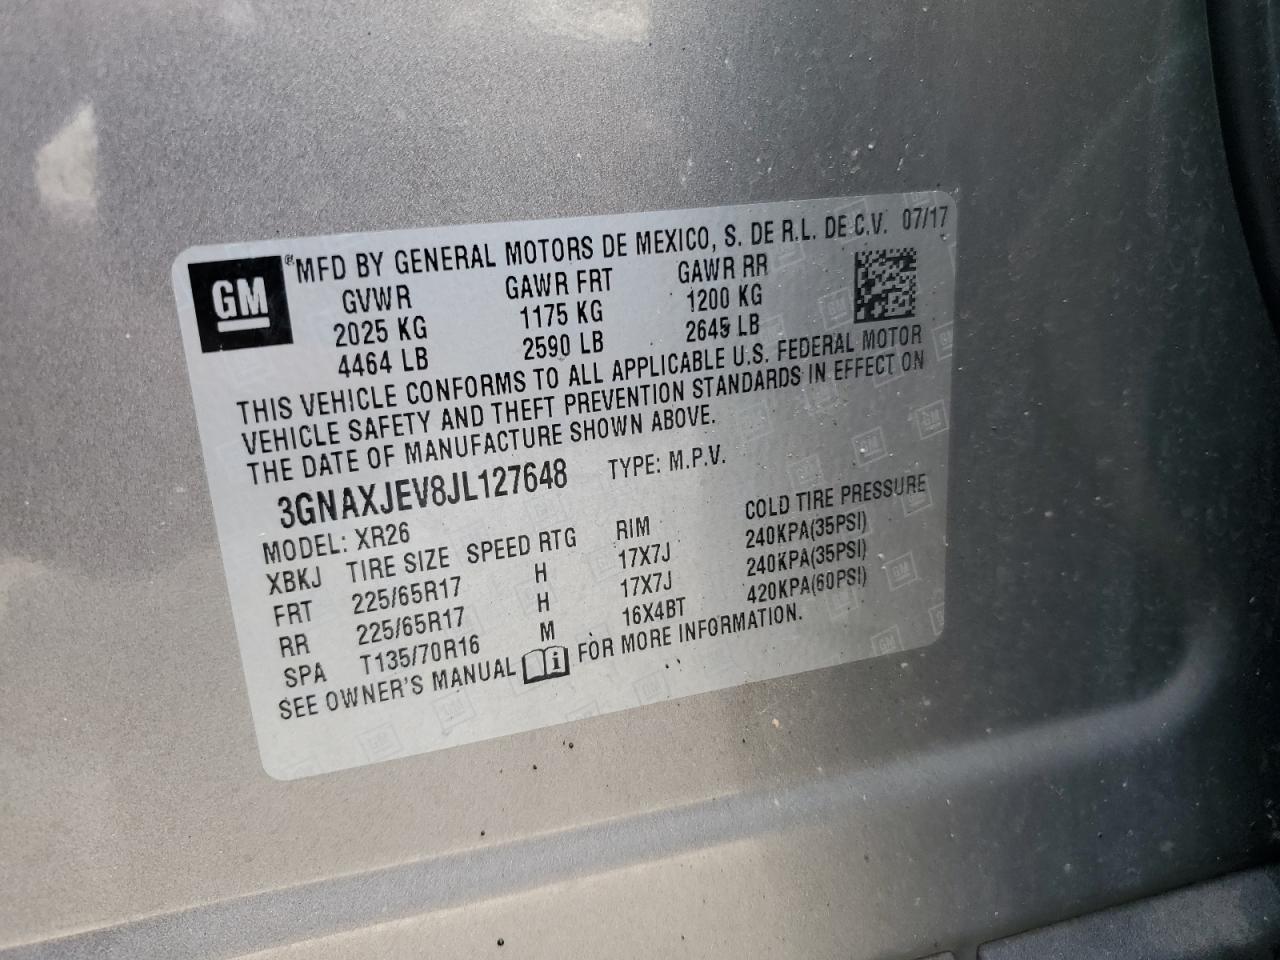 GM ® MFD BY GENERAL MOTORS DE MEXICO, S. DE R.L. DE C.V. 07/17
GVWR GAWR FRT GAWR RR
2025 KG 1175 KG 1200 KG
4464 LB 2590 LB 2645 LB
THIS VEHICLE CONFORMS TO ALL APPLICABLE U.S. FEDERAL MOTOR
VEHICLE SAFETY AND THEFT PREVENTION STANDARDS IN EFFECT ON
THE DATE OF MANUFACTURE SHOWN ABOVE.
3GNAXJEV8JL127648 TYPE: M.P.V.
MODEL: XR26
XBKJ TIRE SIZE SPEED RTG RIM COLD TIRE PRESSURE
FRT 225/65R17 H 17X7J 240KPA(35PSI)
RR 225/65R17 H 17X7J 240KPA(35PSI)
SPA T135/70R16 M 16X4BT 420KPA(60PSI)
SEE OWNER'S MANUAL i FOR MORE INFORMATION.